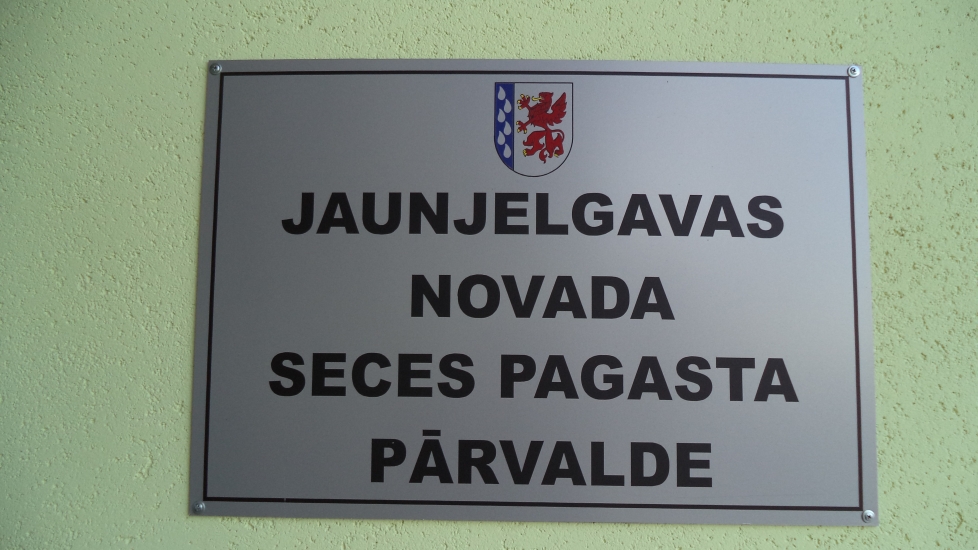 JAUNJELGAVAS
NOVADA
SECES PAGASTA
PĀRVALDE